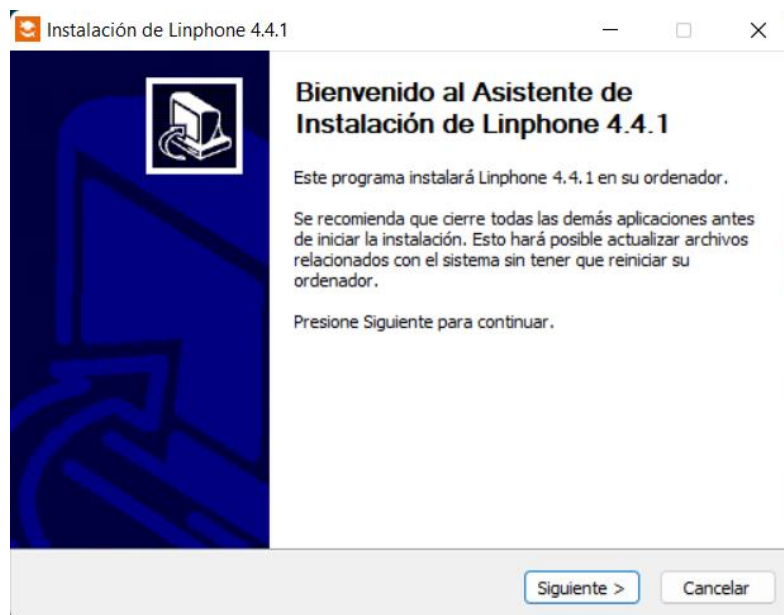 Instalación de Linphone 4.4.1
Bienvenido al Asistente de
Instalación de Linphone 4.4.1
Este programa instalará Linphone 4.4.1 en su ordenador.
Se recomienda que cierre todas las demás aplicaciones antes
de iniciar la instalación. Esto hará posible actualizar archivos
relacionados con el sistema sin tener que reiniciar su
ordenador.
Presione Siguiente para continuar.
Siguiente >
Cancelar